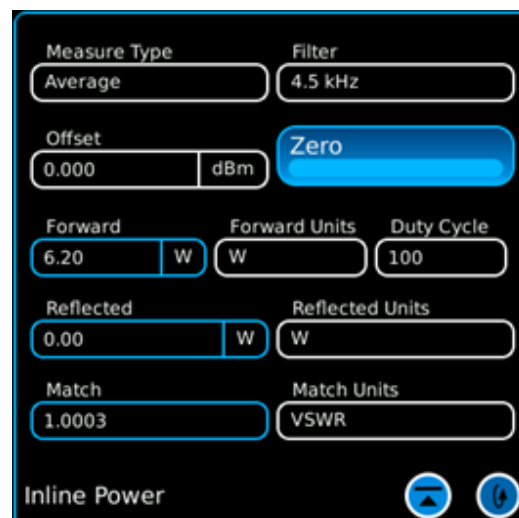 Measure Type Filter
Average 4.5 kHz
Offset Zero
0.000 dBm
Forward Forward Units Duty Cycle
6.20 W W 100
Reflected Reflected Units
0.00 W W
Match Match Units
1.0003 VSWR
Inline Power